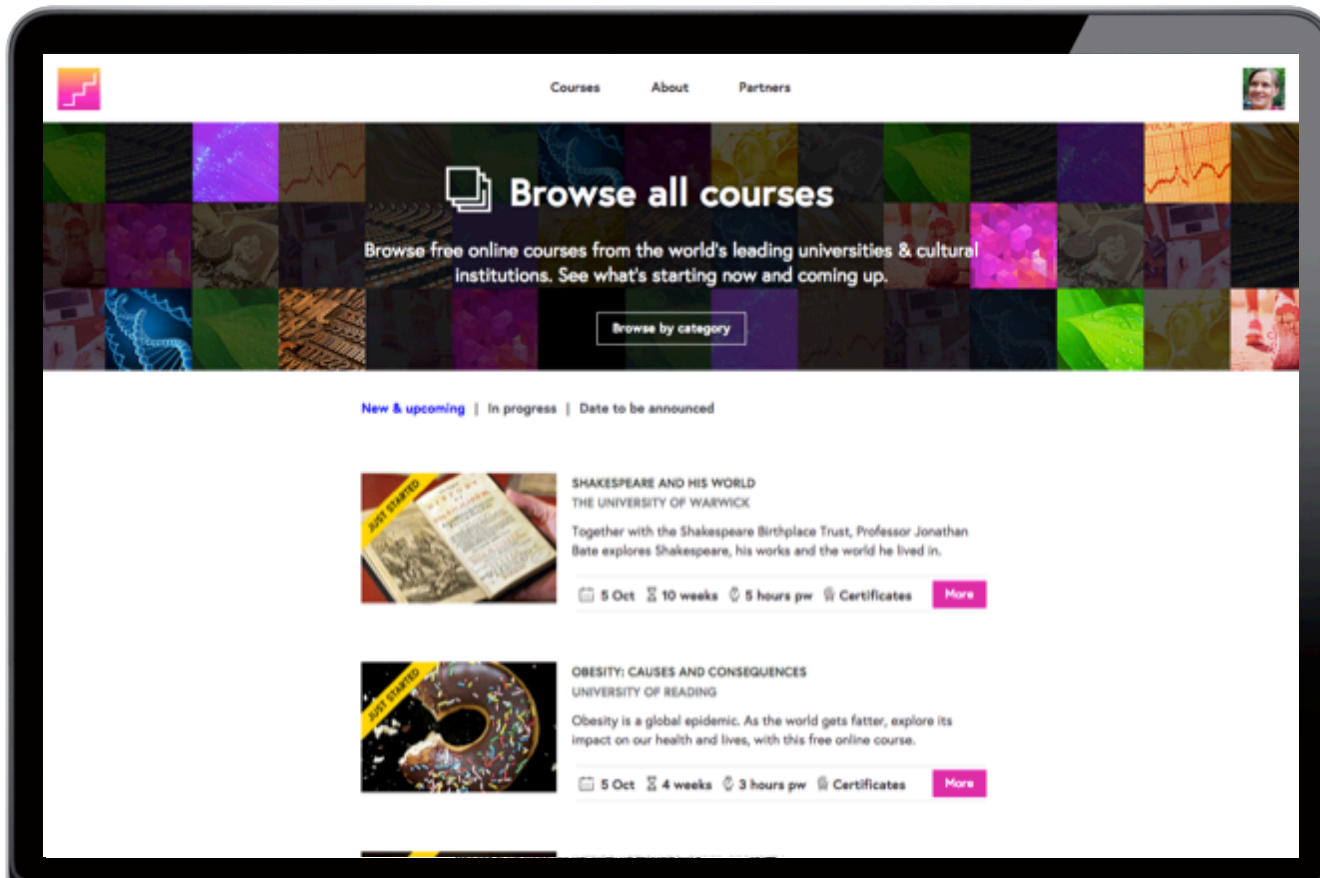 Courses About Partners
Browse all courses
Browse free online courses from the world's leading universities & cultural
institutions. See what's starting now and coming up.
Browse by category
New & upcoming | In progress | Date to be announced
JUST STARTED
SHAKESPEARE AND HIS WORLD
THE UNIVERSITY OF WARWICK
Together with the Shakespeare Birthplace Trust, Professor Jonathan
Bate explores Shakespeare, his works and the world he lived in.
5 Oct 10 weeks 5 hours pw Certificates More
JUST STARTED
OBESITY: CAUSES AND CONSEQUENCES
UNIVERSITY OF READING
Obesity is a global epidemic. As the world gets fatter, explore its
impact on our health and lives, with this free online course.
5 Oct 4 weeks 3 hours pw Certificates More